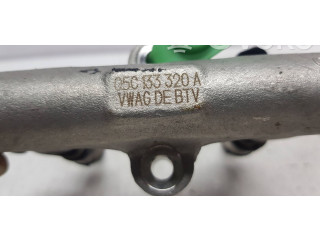 05C 133 320 A
VWAG DE BTV